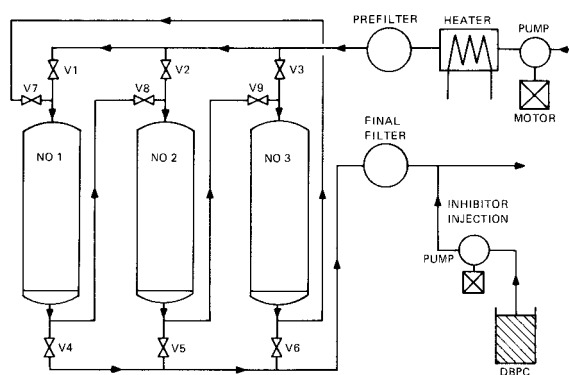 PREFILTER
HEATER
PUMP
MOTOR
V1
V2
V3
V7
V8
V9
NO 1
NO 2
NO 3
FINAL
FILTER
INHIBITOR
INJECTION
PUMP
V4
V5
V6
DBPC